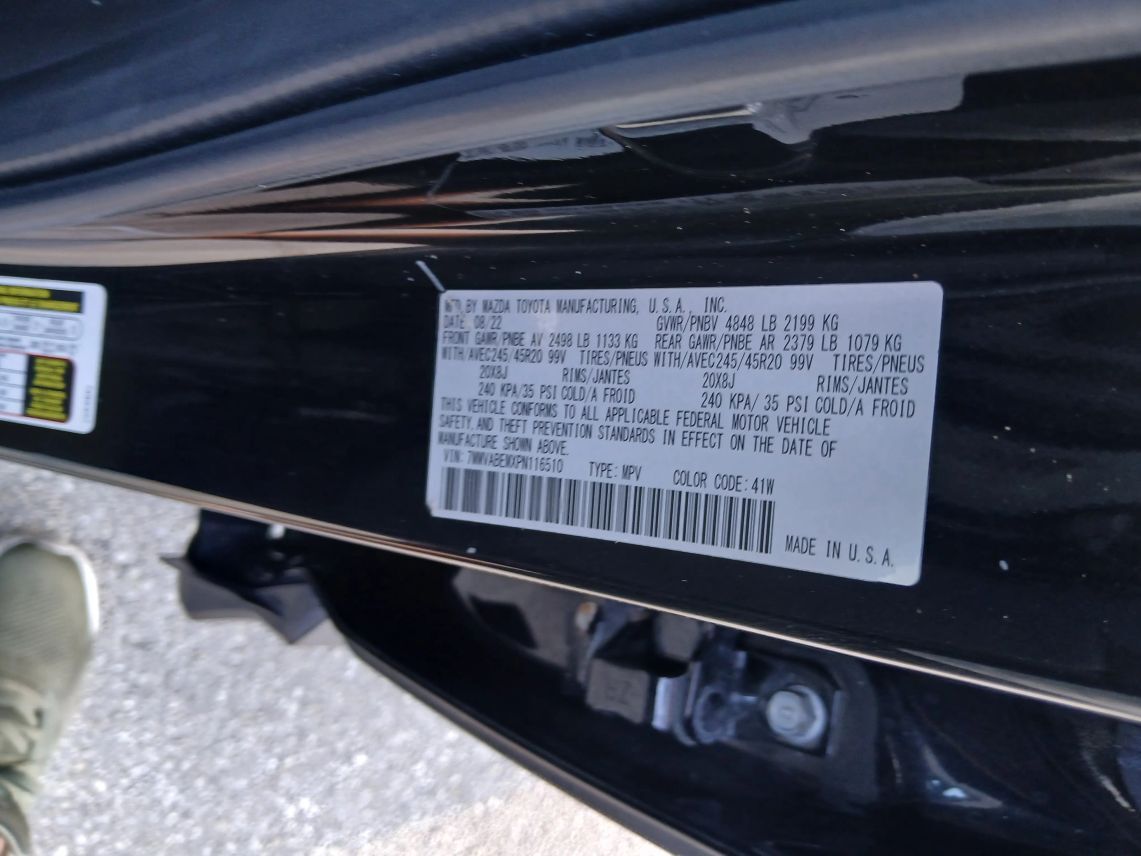 MFD. BY MAZDA TOYOTA MANUFACTURING, U.S.A., INC.
DATE 08/22 GVWR/PNBV 4848 LB 2199 KG
FRONT GAWR/PNBE AV 2498 LB 1133 KG REAR GAWR/PNBE AR 2379 LB 1079 KG
WITH/AVEC245/45R20 99V TIRES/PNEUS WITH/AVEC245/45R20 99V TIRES/PNEUS
20X8J RIMS/JANTES 20X8J RIMS/JANTES
240 KPA/35 PSI COLD/A FROID 240 KPA/ 35 PSI COLD/A FROID
THIS VEHICLE CONFORMS TO ALL APPLICABLE FEDERAL MOTOR VEHICLE
SAFETY, AND THEFT PREVENTION STANDARDS IN EFFECT ON THE DATE OF
MANUFACTURE SHOWN ABOVE.
VIN: 7MMVABEMXPN116510 TYPE: MPV COLOR CODE: 41W
MADE IN U.S.A.